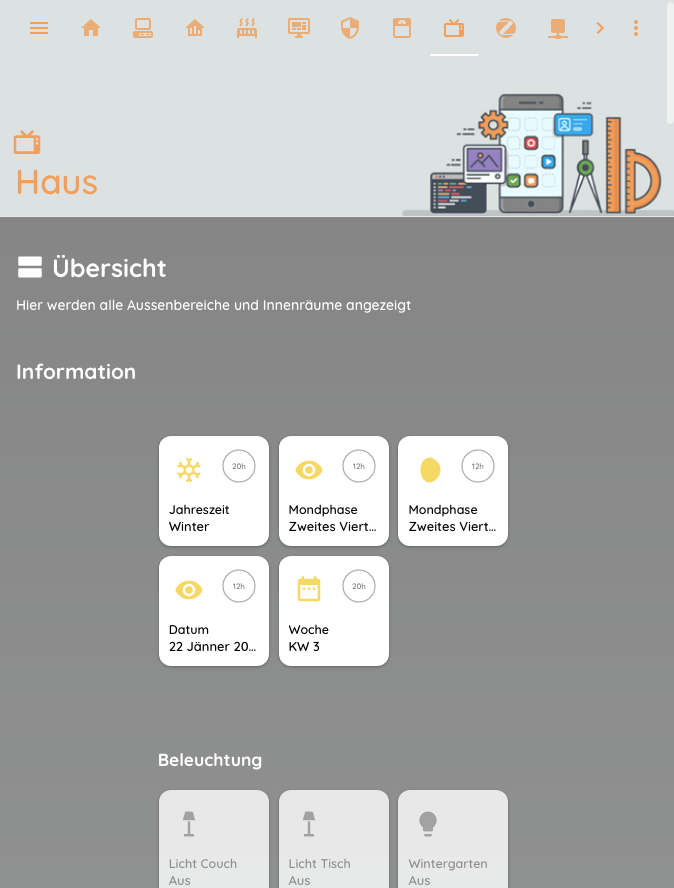 Haus
Übersicht
Hier werden alle Aussenbereiche und Innenräume angezeigt
Information
20h
Jahreszeit
Winter
12h
Mondphase
Zweites Viert...
12h
Mondphase
Zweites Viert...
12h
Datum
22 Jänner 20...
20h
Woche
KW 3
Beleuchtung
Licht Couch
Aus
Licht Tisch
Aus
Wintergarten
Aus